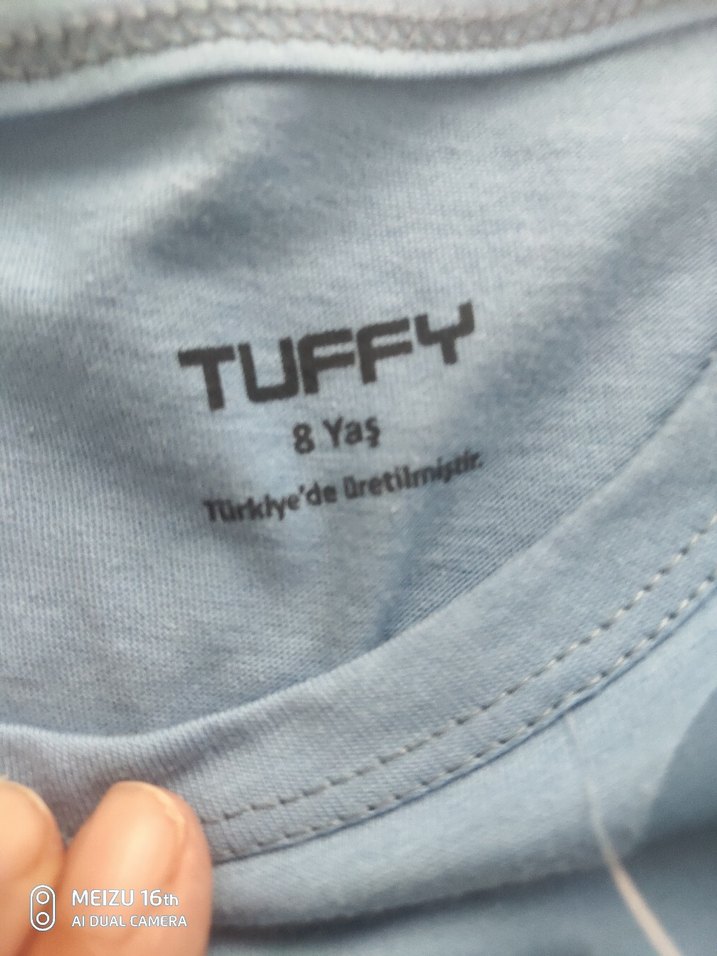 TUFFY
8 Yaş
Türkiye'de üretilmiştir.
MEIZU 16th
AI DUAL CAMERA